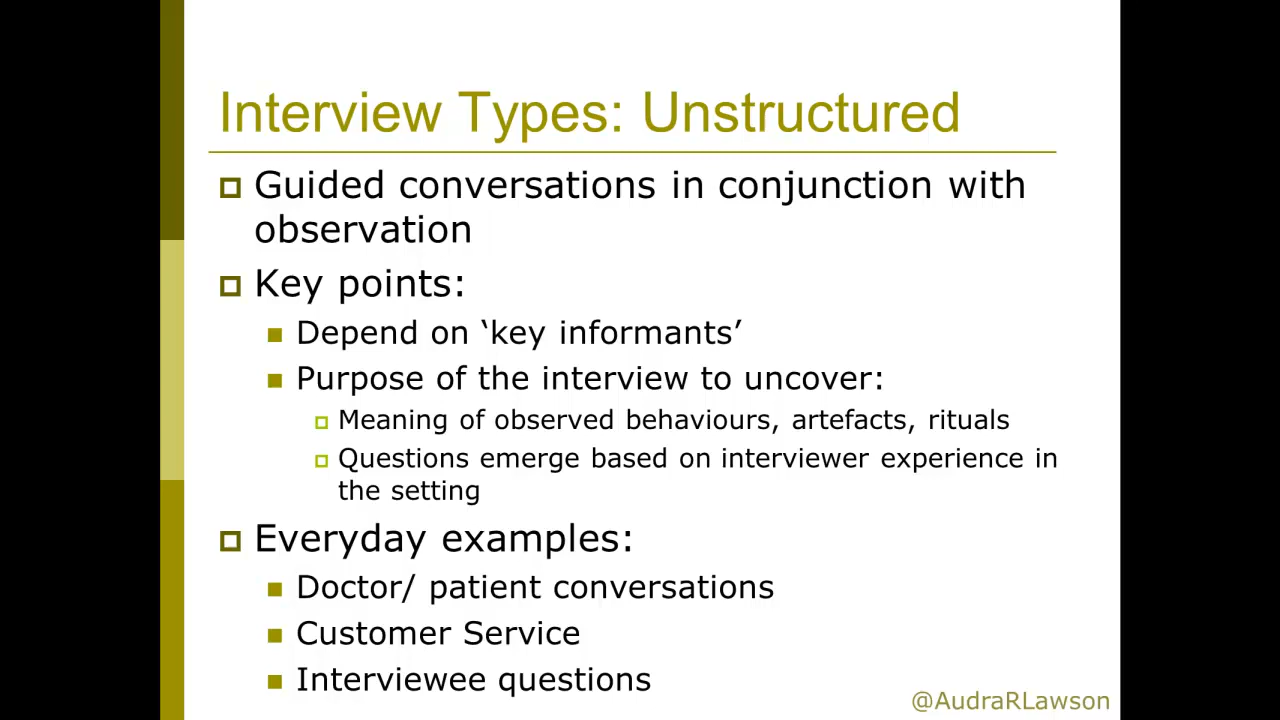 Interview Types: Unstructured
Guided conversations in conjunction with
observation
Key points:
Depend on ‘key informants’
Purpose of the interview to uncover:
Meaning of observed behaviours, artefacts, rituals
Questions emerge based on interviewer experience in
the setting
Everyday examples:
Doctor/ patient conversations
Customer Service
Interviewee questions
@AudraRLawson